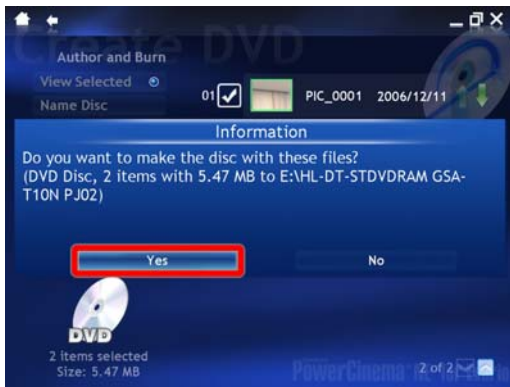 Create DVD
Author and Burn
View Selected
Name Disc
01 PIC_0001 2006/12/11
Information
Do you want to make the disc with these files?
(DVD Disc, 2 items with 5.47 MB to E:\HL-DT-STDVDRAM GSA-
T10N PJ02)
Yes No
DVD
2 items selected
Size: 5.47 MB
PowerCinema 2 of 2